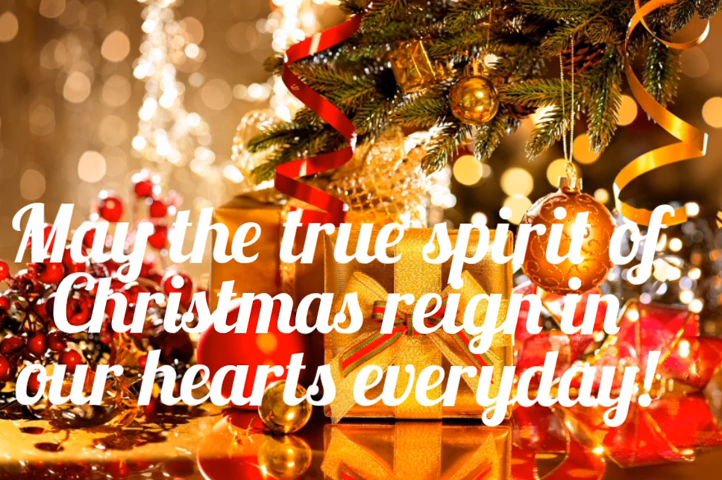 May the true spirit of
Christmas reign in
our hearts everyday!